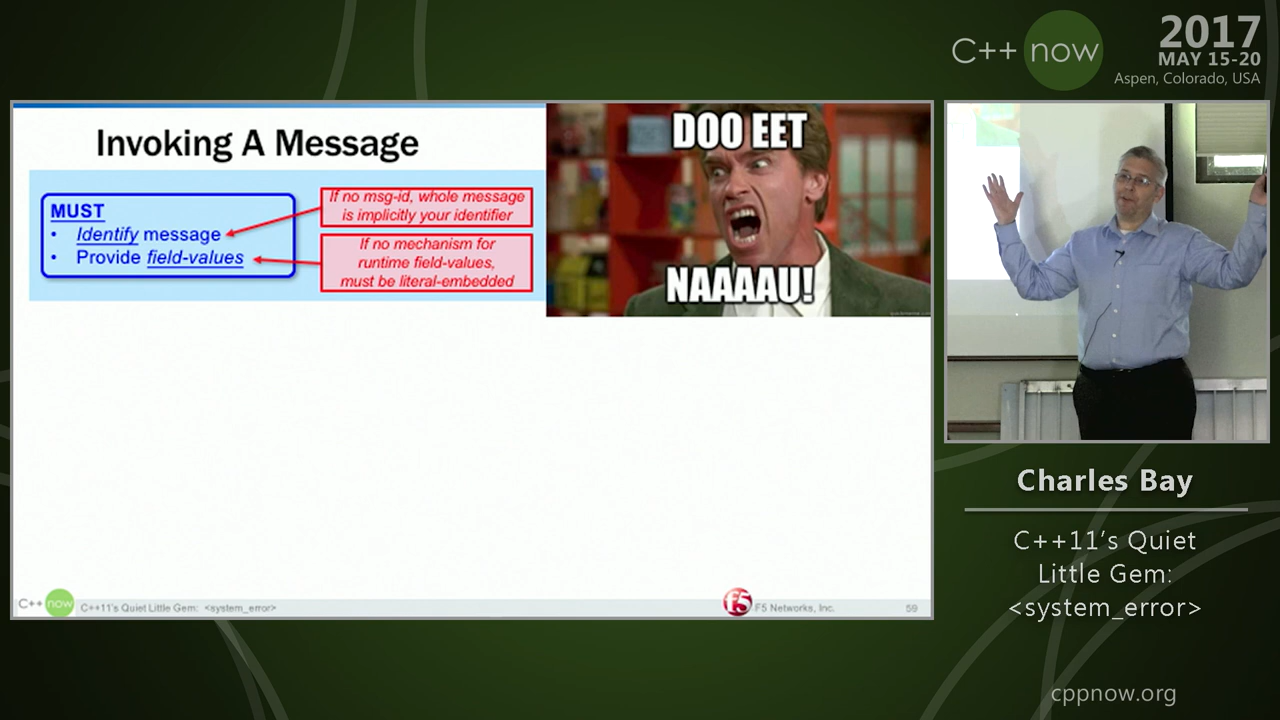 C++ now
2017
MAY 15-20
Aspen, Colorado, USA
Invoking A Message
MUST
• Identify message
• Provide field-values
If no msg-id, whole message
is implicitly your identifier
If no mechanism for
runtime field-values,
must be literal-embedded
DOO EET
NAAAAU!
C++ now
C++11's Quiet Little Gem: <system_error>
f5
F5 Networks, Inc.
59
Charles Bay
C++11's Quiet
Little Gem:
<system_error>
cppnow.org